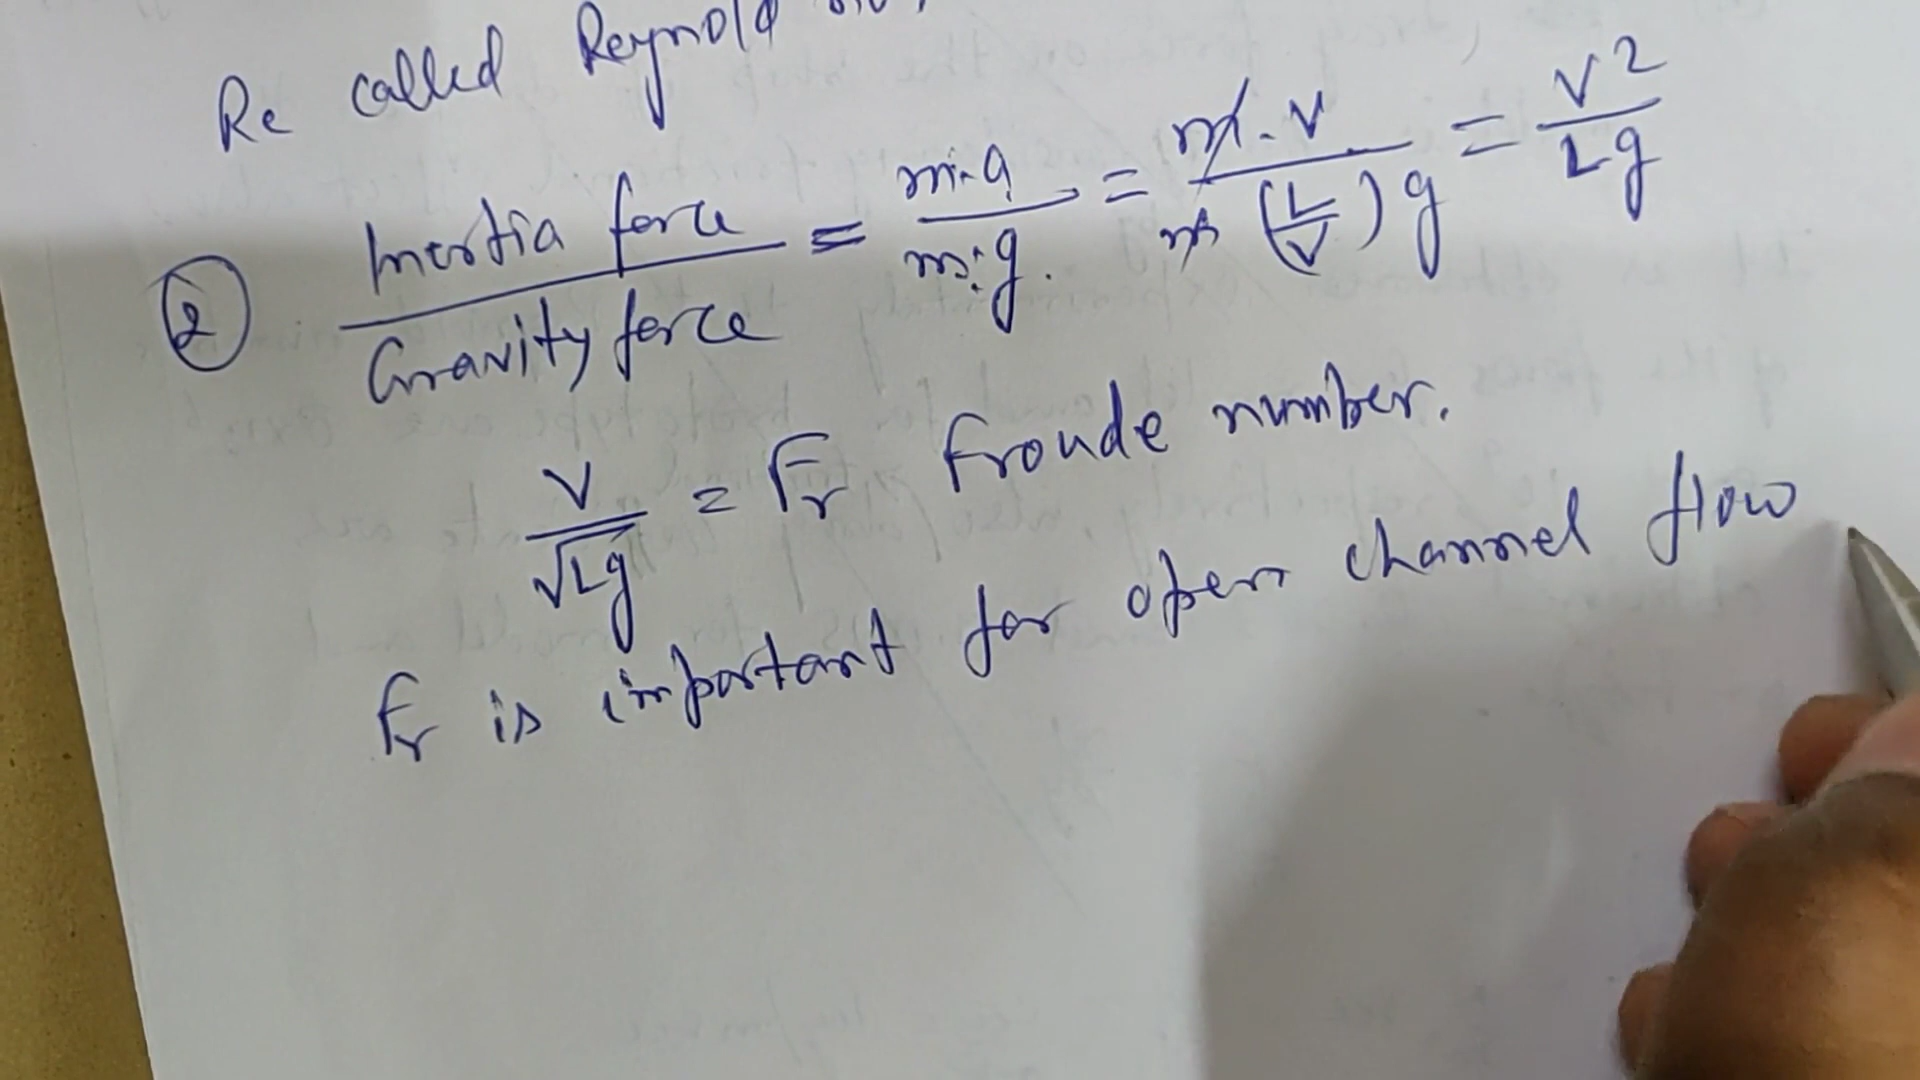 Re called Reynold no.
② Inertia force / Gravity force = m·a / m·g. = m·V / m (L/V) g = V² / Lg
V / √Lg = Fr Froude number.
Fr is important for open channel flow